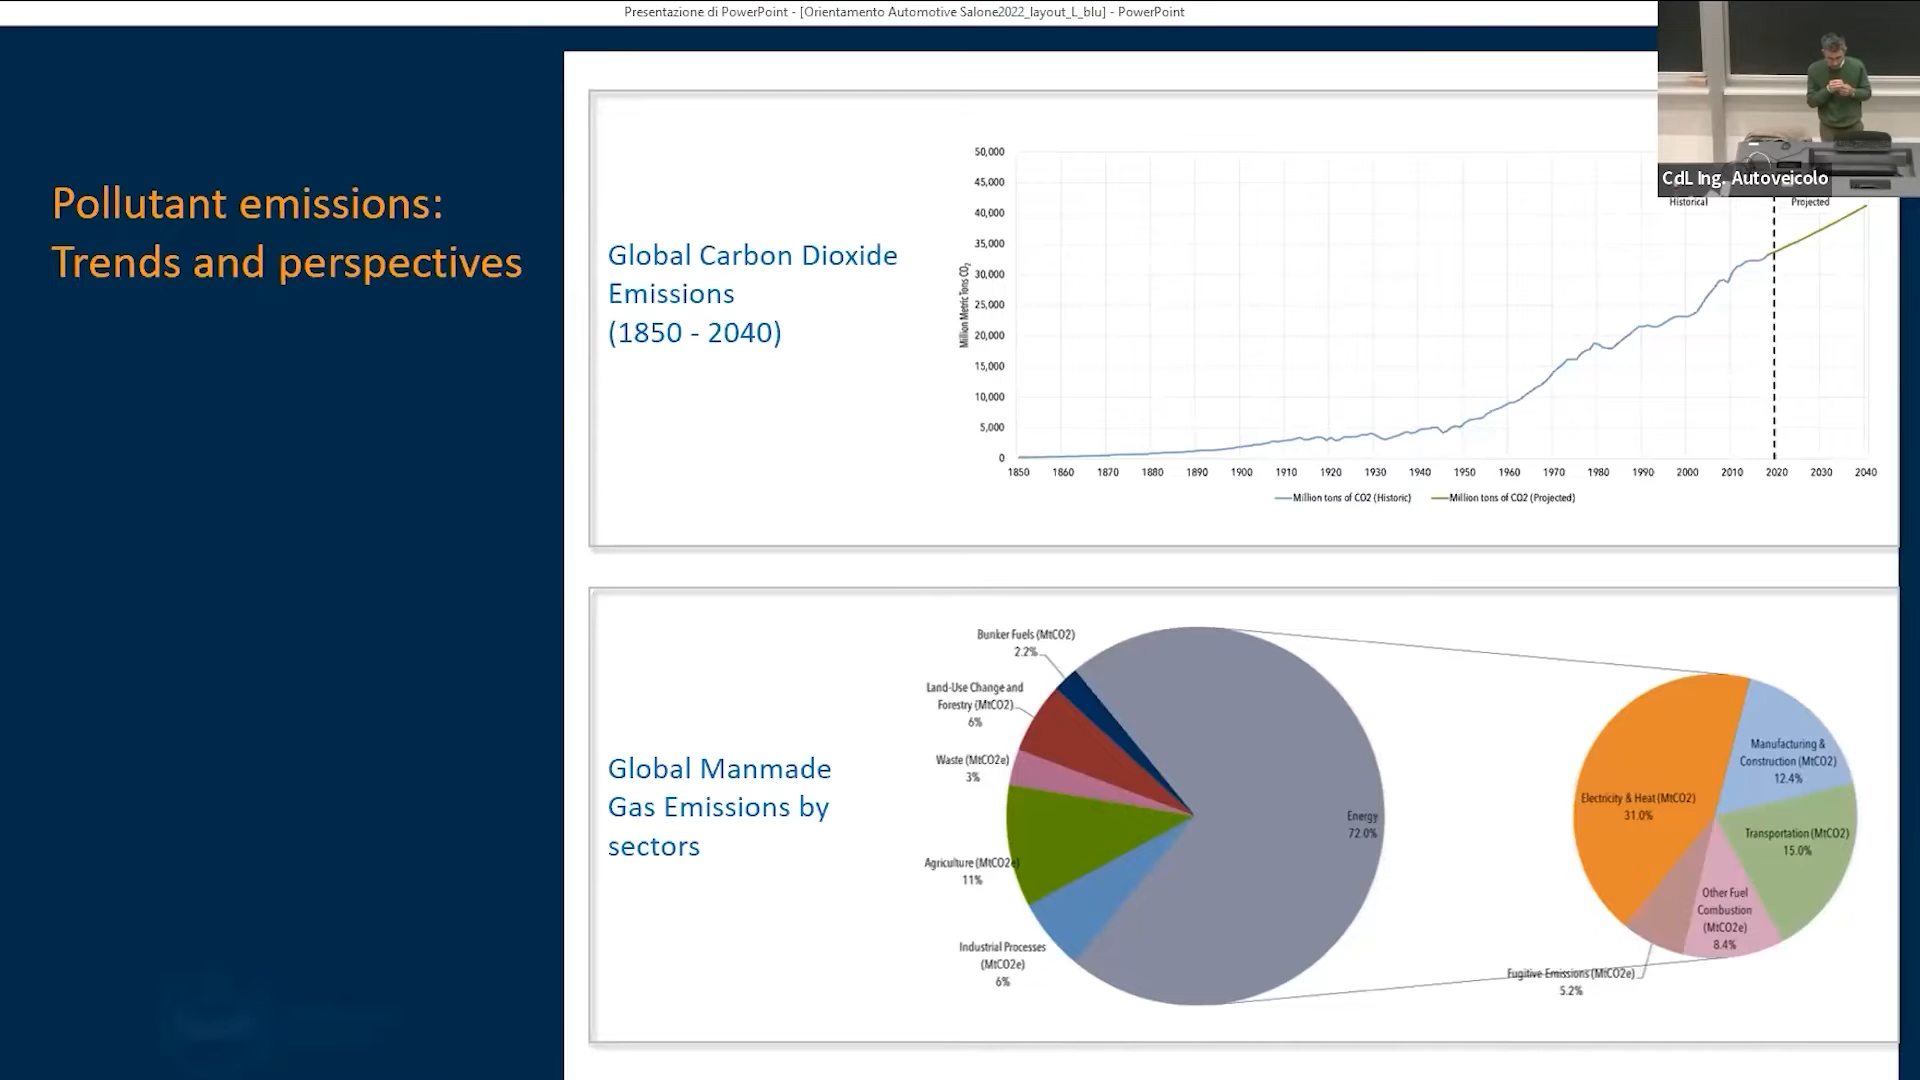 Presentazione di PowerPoint - [Orientamento Automotive Salone2022_layout_L_blu] - PowerPoint
CdL Ing. Autoveicolo
Pollutant emissions:
Trends and perspectives
Global Carbon Dioxide
Emissions
(1850 - 2040)
Million Metric Tons CO₂
50,000
45,000
40,000
35,000
30,000
25,000
20,000
15,000
10,000
5,000
0
Historical
Projected
1850 1860 1870 1880 1890 1900 1910 1920 1930 1940 1950 1960 1970 1980 1990 2000 2010 2020 2030 2040
Million tons of CO2 (Historic) Million tons of CO2 (Projected)
Global Manmade
Gas Emissions by
sectors
Bunker Fuels (MtCO2)
2.2%
Land-Use Change and
Forestry (MtCO2)
6%
Waste (MtCO2e)
3%
Agriculture (MtCO2e)
11%
Industrial Processes
(MtCO2e)
6%
Energy
72.0%
Electricity & Heat (MtCO2)
31.0%
Manufacturing &
Construction (MtCO2)
12.4%
Transportation (MtCO2)
15.0%
Other Fuel
Combustion
(MtCO2e)
8.4%
Fugitive Emissions (MtCO2e)
5.2%